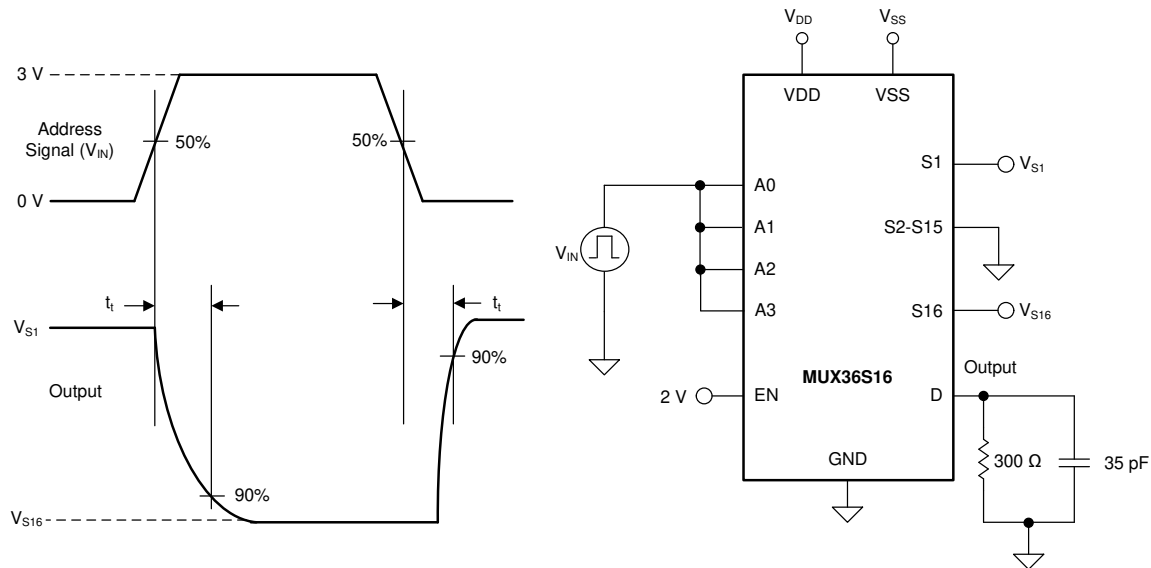 3 V
Address
Signal (VIN)
50%
50%
0 V
tt
tt
VS1
90%
Output
90%
VS16
VDD
VSS
VDD
VSS
S1
VS1
A0
A1
S2-S15
VIN
A2
A3
S16
VS16
MUX36S16
Output
2 V
EN
D
GND
300 Ω
35 pF